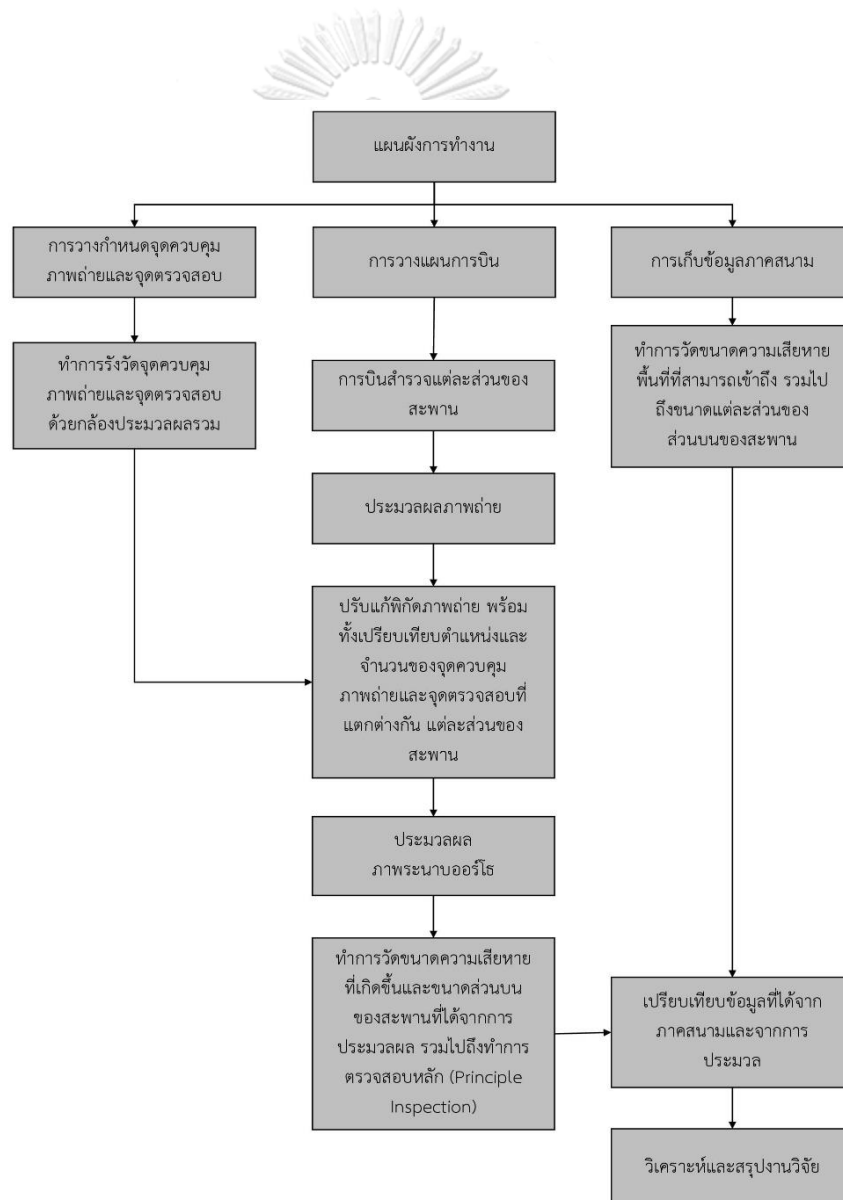 แผนผังการทำงาน
การวางกำหนดจุดควบคุม
ภาพถ่ายและจุดตรวจสอบ
การวางแผนการบิน
การเก็บข้อมูลภาคสนาม
ทำการรังวัดจุดควบคุม
ภาพถ่ายและจุดตรวจสอบ
ด้วยกล้องประมวลผลรวม
การบินสำรวจแต่ละส่วนของ
สะพาน
ทำการวัดขนาดความเสียหาย
พื้นที่ที่สามารถเข้าถึง รวมไป
ถึงขนาดแต่ละส่วนของ
ส่วนบนของสะพาน
ประมวลผลภาพถ่าย
ปรับแก้พิกัดภาพถ่าย พร้อม
ทั้งเปรียบเทียบตำแหน่งและ
จำนวนของจุดควบคุม
ภาพถ่ายและจุดตรวจสอบที่
แตกต่างกัน แต่ละส่วนของ
สะพาน
ประมวลผล
ภาพระนาบออร์โธ
ทำการวัดขนาดความเสียหาย
ที่เกิดขึ้นและขนาดส่วนบน
ของสะพานที่ได้จากการ
ประมวลผล รวมไปถึงทำการ
ตรวจสอบหลัก (Principle
Inspection)
เปรียบเทียบข้อมูลที่ได้จาก
ภาคสนามและจากการ
ประมวล
วิเคราะห์และสรุปงานวิจัย